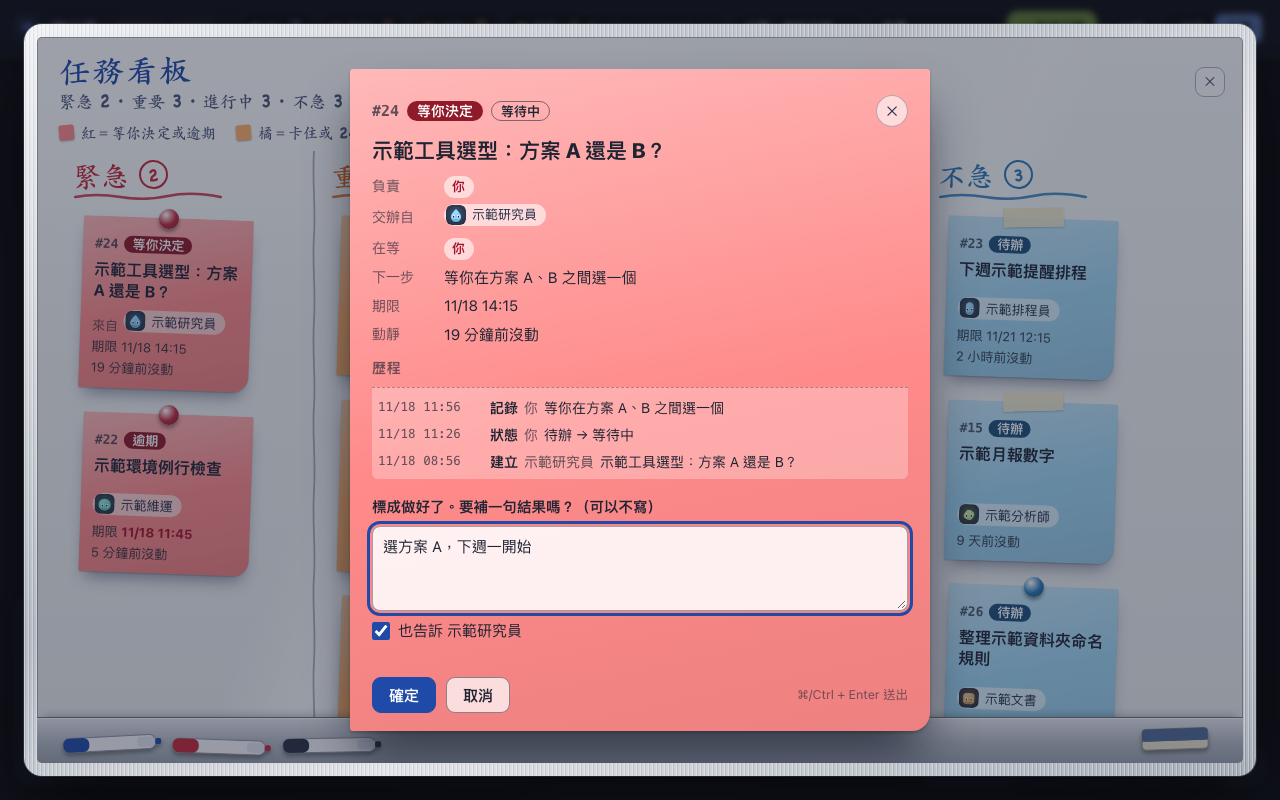 任務看板
緊急 2 · 重要 3 · 進行中 3 · 不急 3
紅＝等你決定或逾期 橘＝卡住或 24
緊急 2
重
不急 3
#24 等你決定
示範工具選型：方案
A 還是 B？
來自 示範研究員
期限 11/18 14:15
19 分鐘前沒動
#22 逾期
示範環境例行檢查
示範維運
期限 11/18 11:45
5 分鐘前沒動
#24 等你決定 等待中
示範工具選型：方案 A 還是 B？
負責 你
交辦自 示範研究員
在等 你
下一步 等你在方案 A、B 之間選一個
期限 11/18 14:15
動靜 19 分鐘前沒動
歷程
11/18 11:56 記錄 你 等你在方案 A、B 之間選一個
11/18 11:26 狀態 你 待辦 → 等待中
11/18 08:56 建立 示範研究員 示範工具選型：方案 A 還是 B？
標成做好了。要補一句結果嗎？（可以不寫）
選方案 A，下週一開始
也告訴 示範研究員
確定 取消 ⌘/Ctrl + Enter 送出
#23 待辦
下週示範提醒排程
示範排程員
期限 11/21 12:15
2 小時前沒動
#15 待辦
示範月報數字
示範分析師
9 天前沒動
#26 待辦
整理示範資料夾命名
規則
示範文書